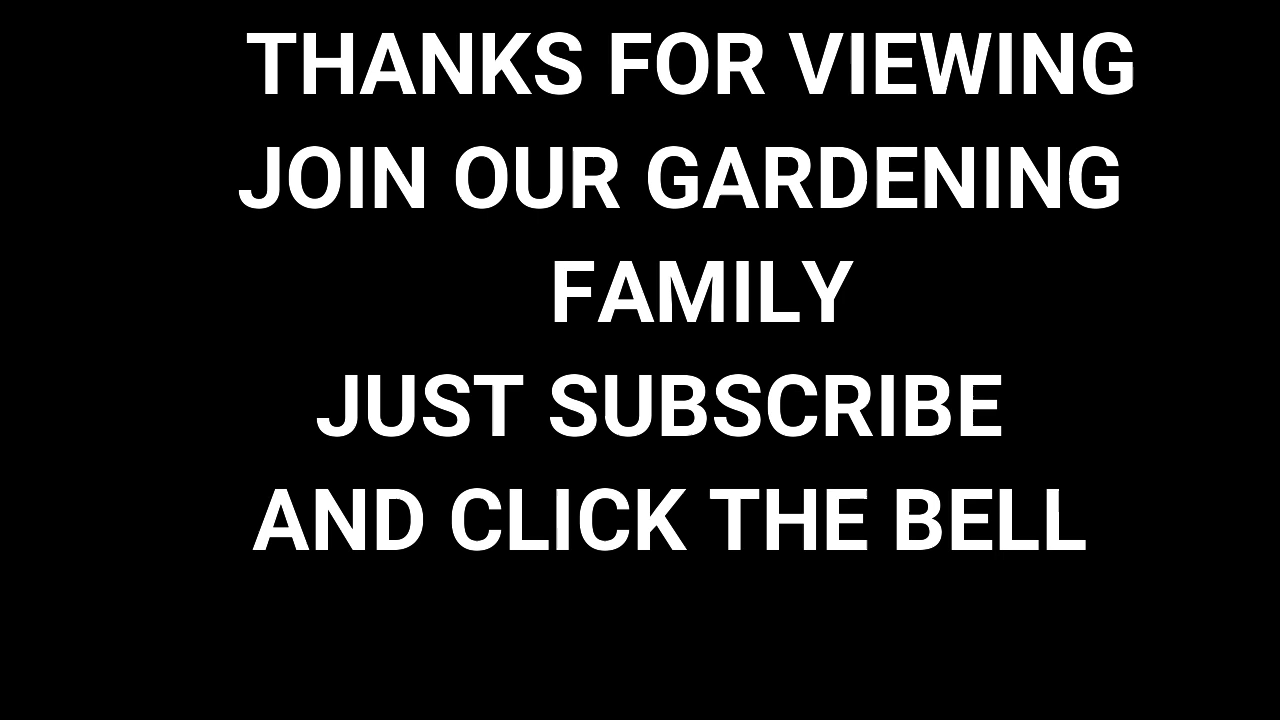 THANKS FOR VIEWING
JOIN OUR GARDENING
FAMILY
JUST SUBSCRIBE
AND CLICK THE BELL